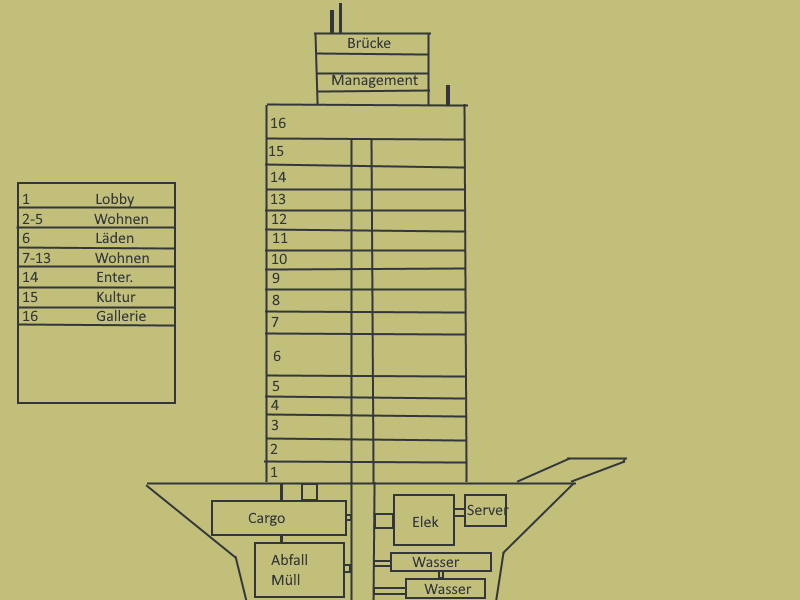 Brücke
Management
16
15
14
13
12
11
10
9
8
7
6
5
4
3
2
1
1 Lobby
2-5 Wohnen
6 Läden
7-13 Wohnen
14 Enter.
15 Kultur
16 Gallerie
Cargo
Abfall
Müll
Elek
Server
Wasser
Wasser